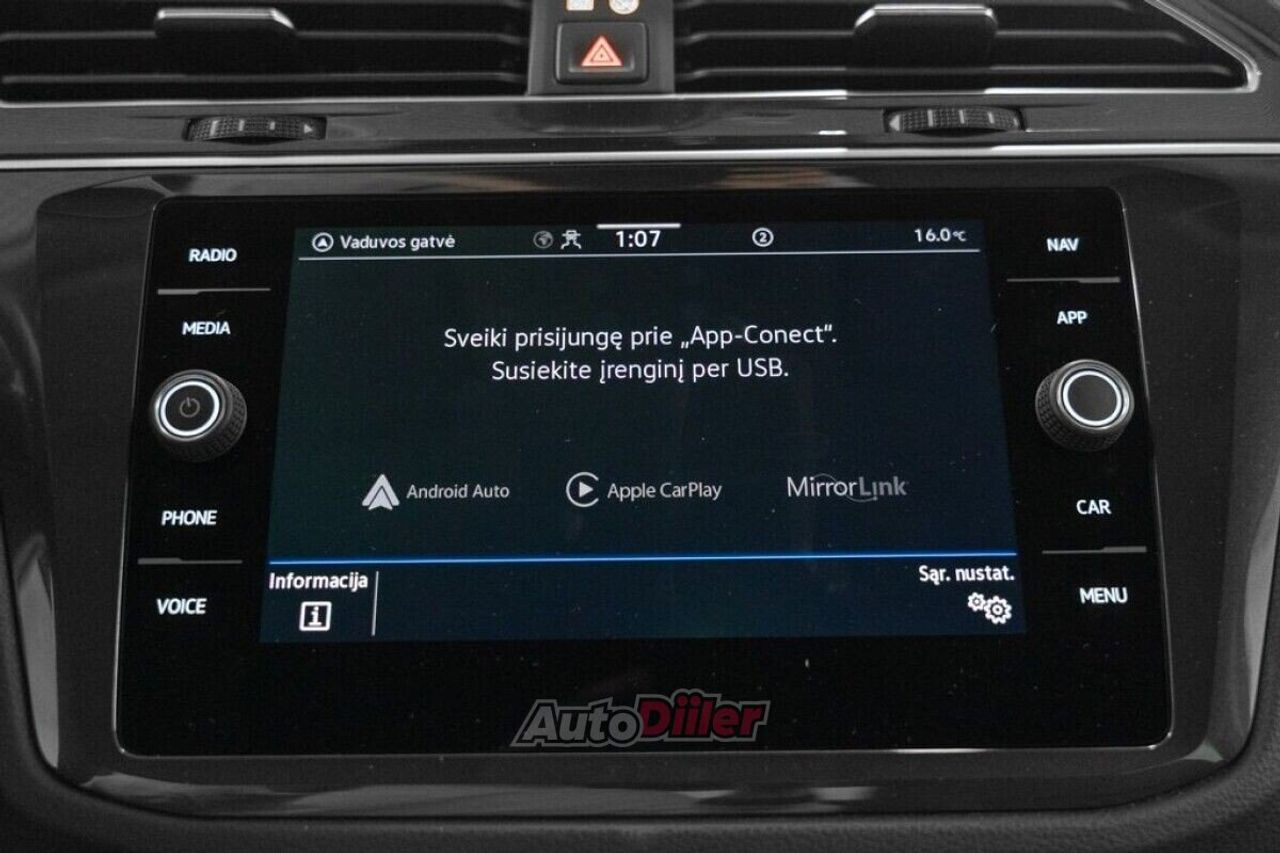 Vaduvos gatvė 1:07 2 16.0°C
RADIO
NAV
MEDIA
APP
Sveiki prisijungę prie „App-Conect“.
Susiekite įrenginį per USB.
Android Auto
Apple CarPlay
MirrorLink
PHONE
CAR
VOICE
MENU
Informacija
Sąr. nustat.
AutoDiiler